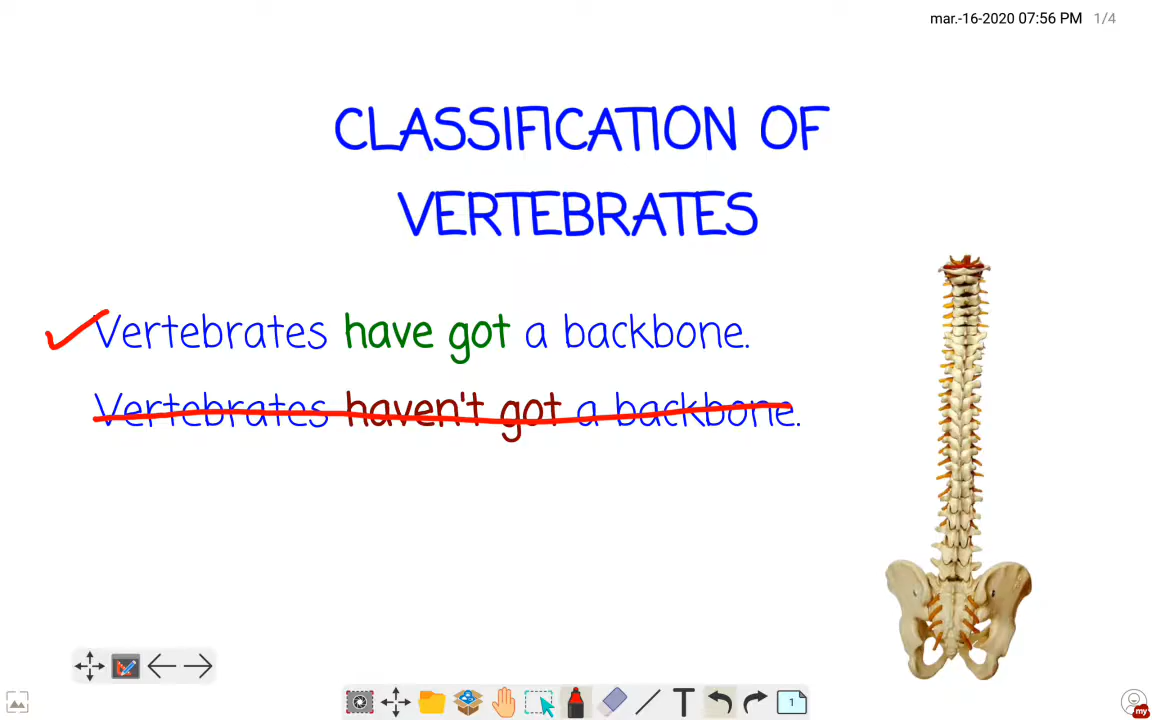 mar.-16-2020 07:56 PM 1/4
CLASSIFICATION OF
VERTEBRATES
Vertebrates have got a backbone.
Vertebrates haven't got a backbone.
T
1
my